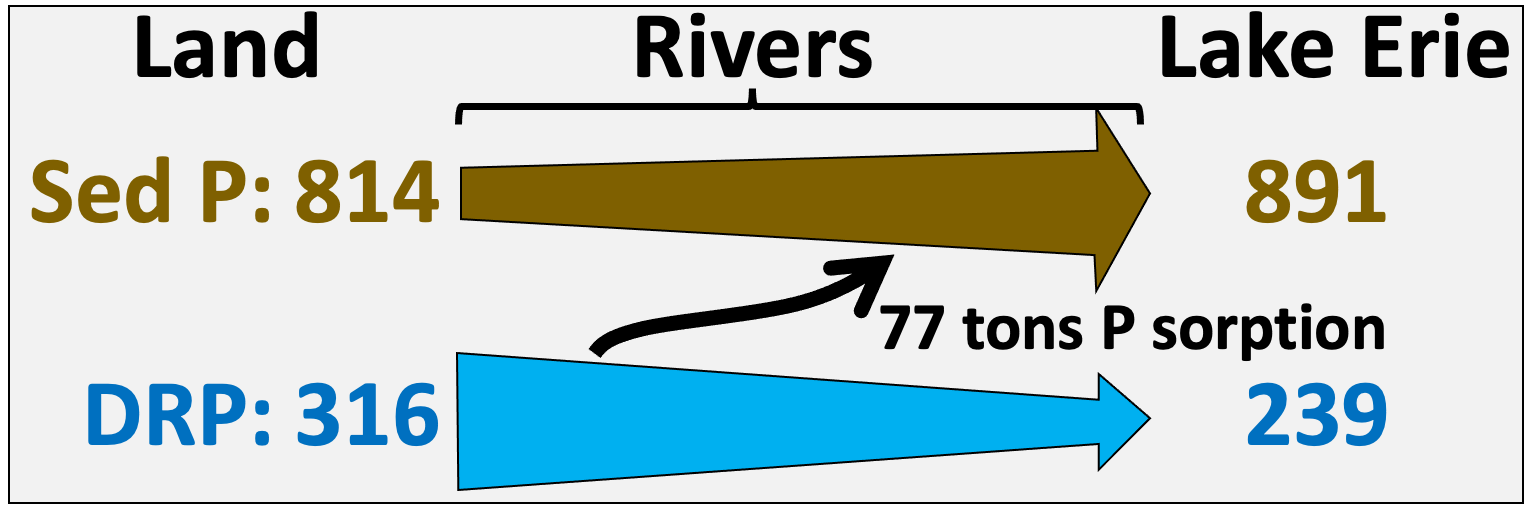 Land Rivers Lake Erie
Sed P: 814 891
77 tons P sorption
DRP: 316 239